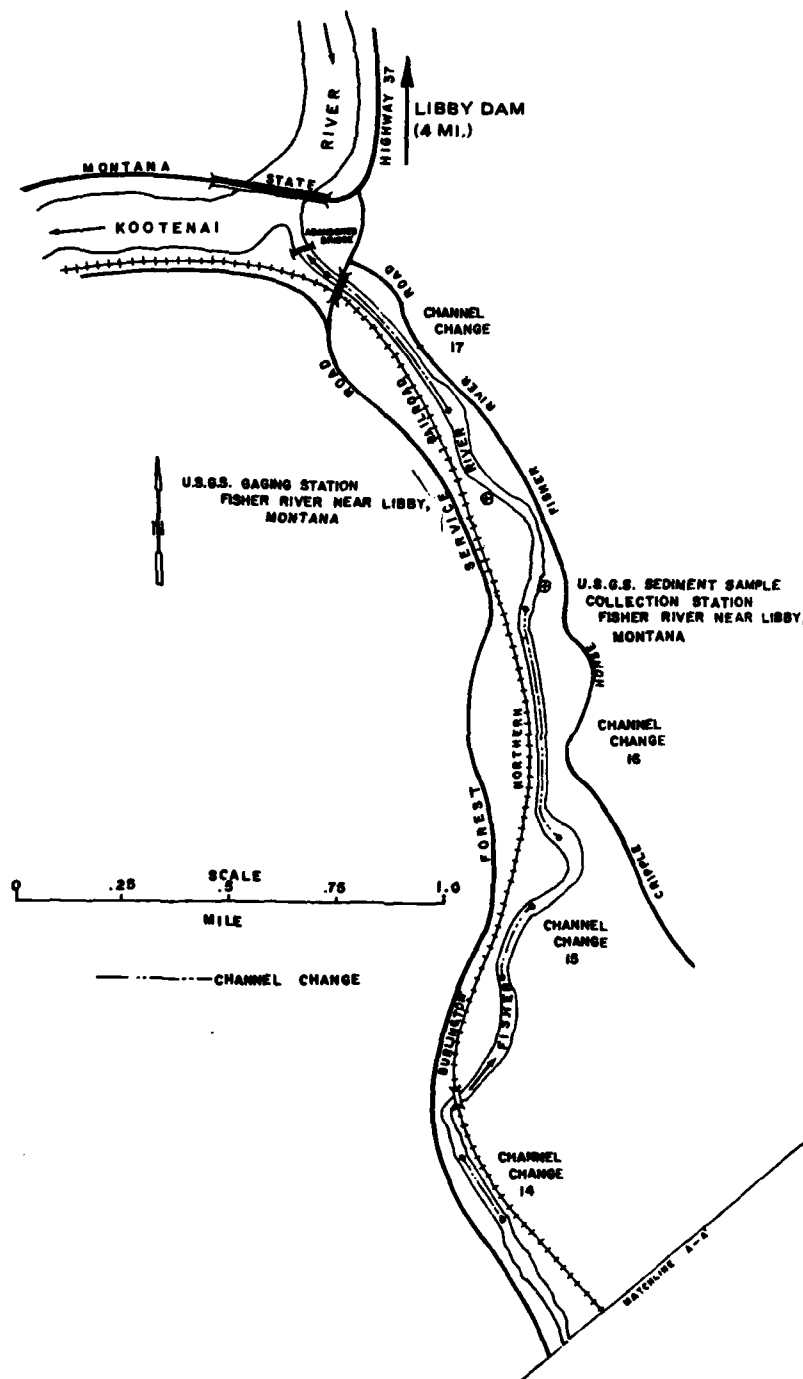 RIVER
HIGHWAY 37
LIBBY DAM
(4 MI.)
MONTANA
STATE
KOOTENAI
ABANDONED
BRIDGE
ROAD
CHANNEL
CHANGE
17
ROAD
RAILROAD
RIVER
RIVER
FISHER
U.S.G.S. GAGING STATION
FISHER RIVER NEAR LIBBY,
MONTANA
N
SERVICE
U.S.G.S. SEDIMENT SAMPLE
COLLECTION STATION
FISHER RIVER NEAR LIBBY,
MONTANA
HORSE
NORTHERN
CHANNEL
CHANGE
16
FOREST
CRIPPLE
SCALE
0 .25 .5 .75 1.0
MILE
CHANNEL
CHANGE
15
CHANNEL CHANGE
FISHER
BURLINGTON
CHANNEL
CHANGE
14
MATCHLINE A-A'